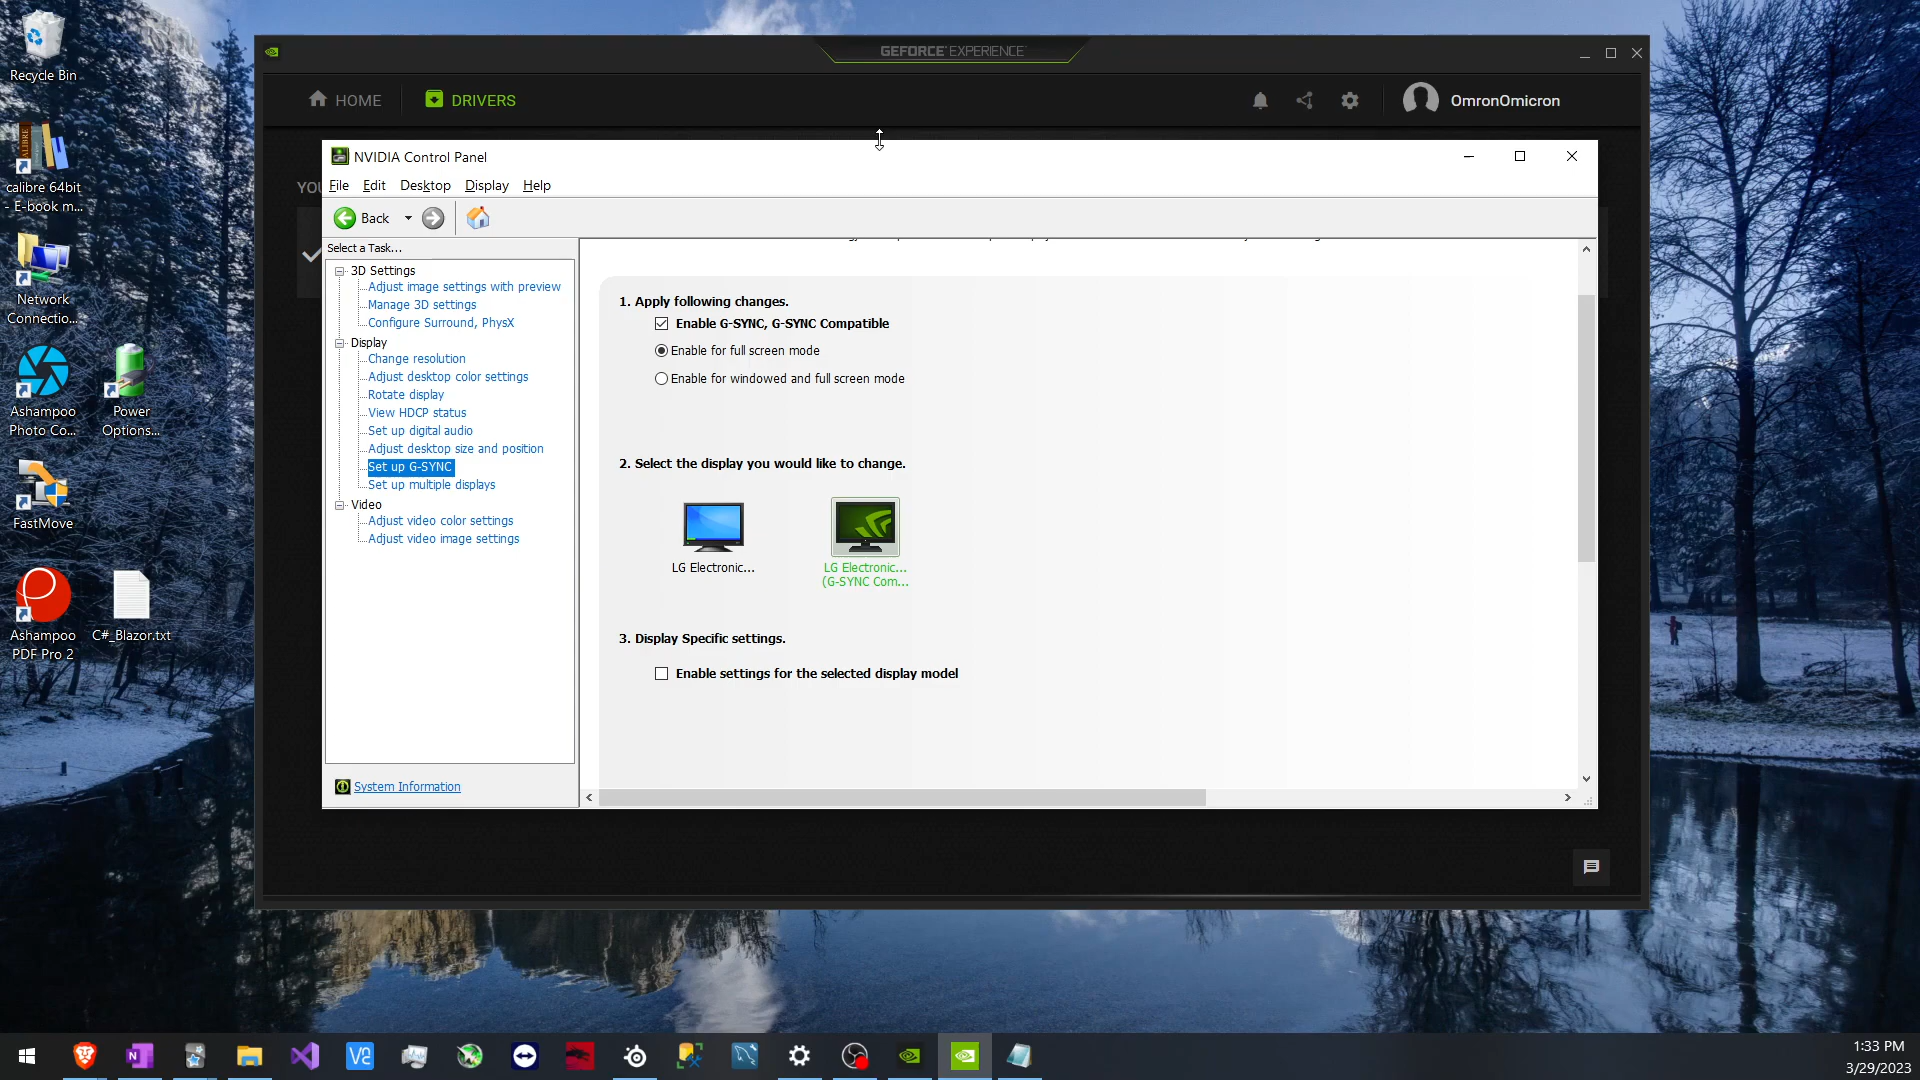 Recycle Bin
calibre 64bit
- E-book m...
Network
Connectio...
Ashampoo
Photo Co...
Power
Options...
FastMove
Ashampoo
PDF Pro 2
C#_Blazor.txt
GEFORCE EXPERIENCE
HOME
DRIVERS
OmronOmicron
YOU
NVIDIA Control Panel
File Edit Desktop Display Help
Back
Select a Task...
3D Settings
Adjust image settings with preview
Manage 3D settings
Configure Surround, PhysX
Display
Change resolution
Adjust desktop color settings
Rotate display
View HDCP status
Set up digital audio
Adjust desktop size and position
Set up G-SYNC
Set up multiple displays
Video
Adjust video color settings
Adjust video image settings
System Information
1. Apply following changes.
Enable G-SYNC, G-SYNC Compatible
Enable for full screen mode
Enable for windowed and full screen mode
2. Select the display you would like to change.
LG Electronic...
LG Electronic...
(G-SYNC Com...
3. Display Specific settings.
Enable settings for the selected display model
1:33 PM
3/29/2023